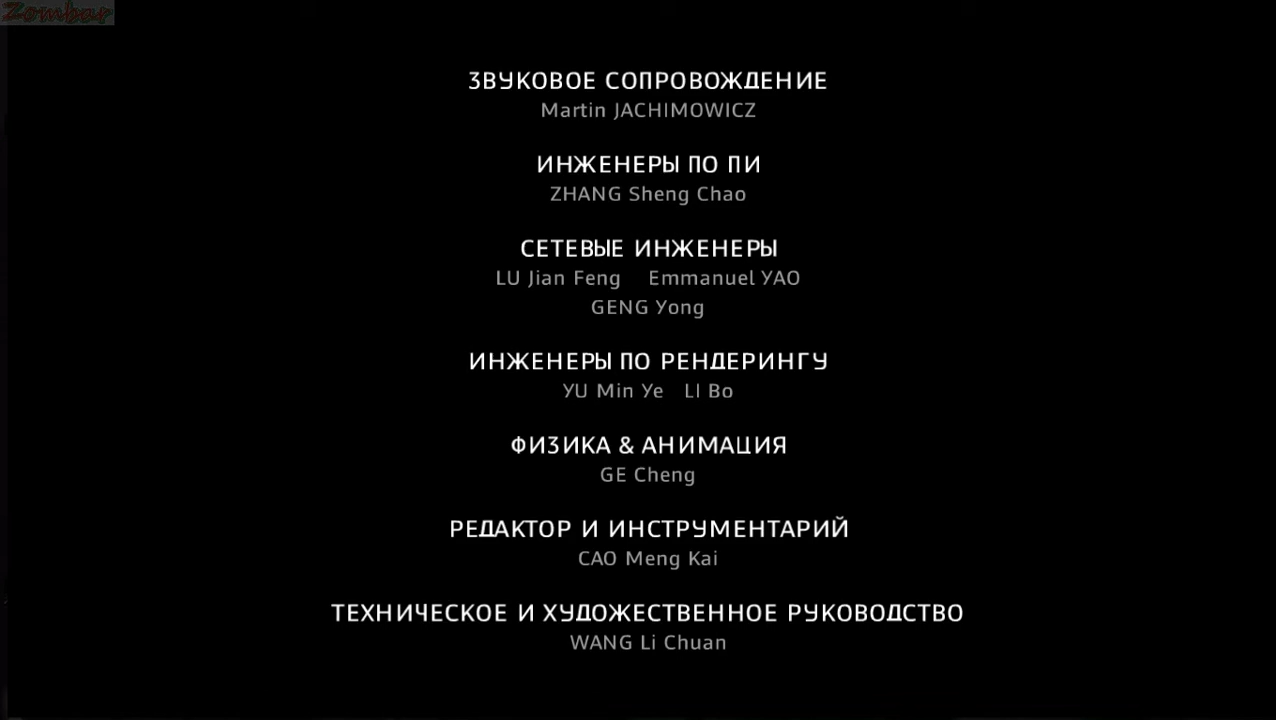 Zombar
ЗВУКОВОЕ СОПРОВОЖДЕНИЕ
Martin JACHIMOWICZ
ИНЖЕНЕРЫ ПО ПИ
ZHANG Sheng Chao
СЕТЕВЫЕ ИНЖЕНЕРЫ
LU Jian Feng Emmanuel YAO
GENG Yong
ИНЖЕНЕРЫ ПО РЕНДЕРИНГУ
YU Min Ye LI Bo
ФИЗИКА & АНИМАЦИЯ
GE Cheng
РЕДАКТОР И ИНСТРУМЕНТАРИЙ
CAO Meng Kai
ТЕХНИЧЕСКОЕ И ХУДОЖЕСТВЕННОЕ РУКОВОДСТВО
WANG Li Chuan